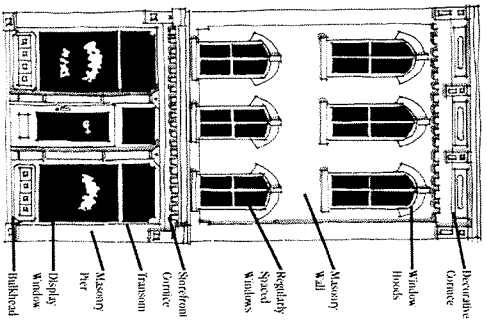 Decorative
Cornice
Window
Hoods
Masonry
Wall
Regularly
Spaced
Windows
Storefront
Cornice
Transom
Masonry
Pier
Display
Window
Bulkhead